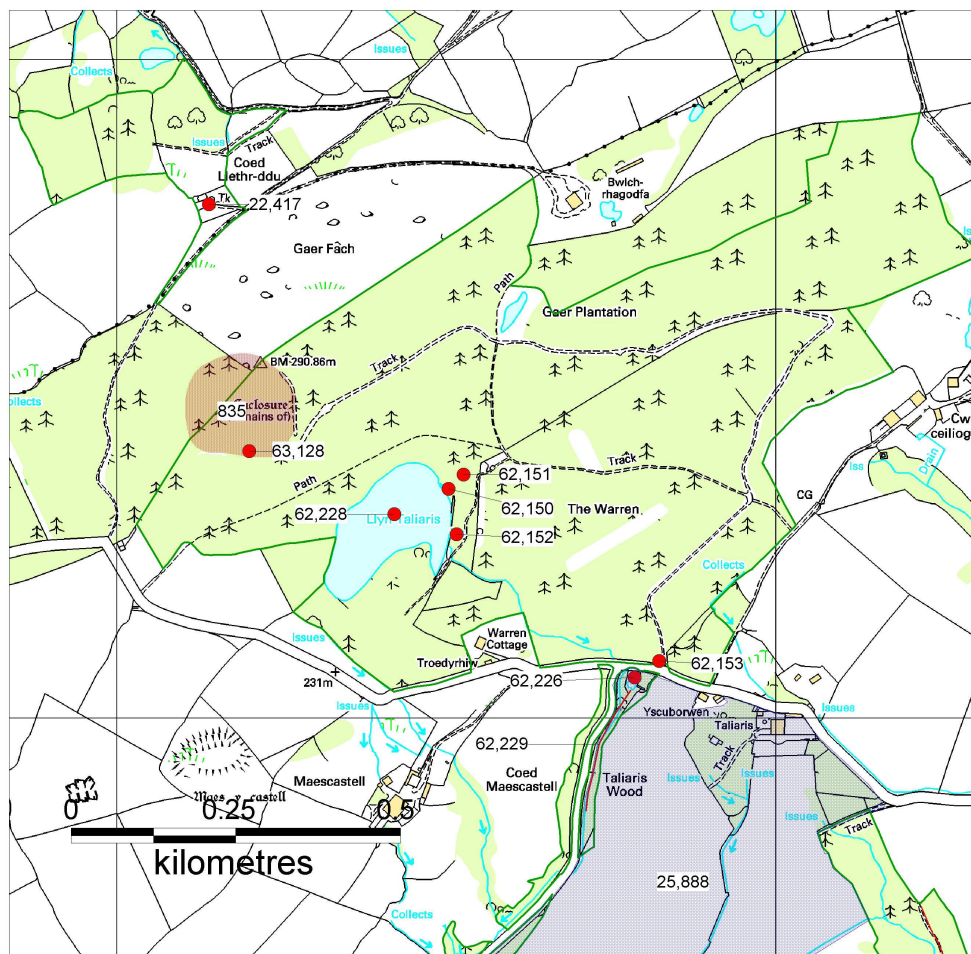 Issues
Collects
Issues
Track
Coed
Llethr-ddu
Tk
22,417
Bwlch-
rhagodfa
Gaer Fâch
Path
Gaer Plantation
BM 290.86m
Track
835
63,128
Path
62,151
Track
62,150
The Warren
62,228
Llyn Taliaris
62,152
Cw
ceiliog
Iss
Drain
CG
Collects
Issues
Warren
Cottage
Troedyrhiw
62,153
231m
62,226
Issues
Yscuborwen
Taliaris
Issues
62,229
Track
Maescastell
Coed
Maescastell
Taliaris
Wood
Issues
Issues
Maes y castell
0 0.25 0.5
kilometres
Issues
Track
25,888
Collects